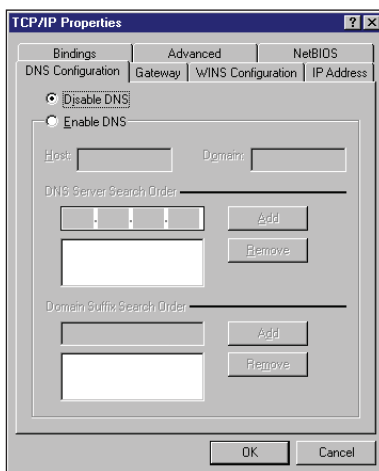 TCP/IP Properties
Bindings Advanced NetBIOS
DNS Configuration Gateway WINS Configuration IP Address
Disable DNS
Enable DNS
Host: Domain:
DNS Server Search Order
Add
Remove
Domain Suffix Search Order
Add
Remove
OK Cancel